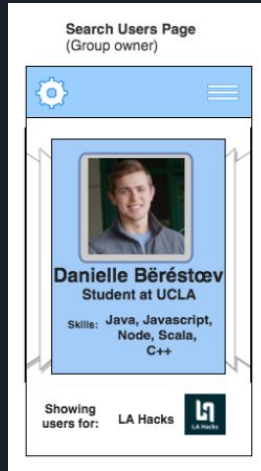 Search Users Page
(Group owner)
Danielle Bëréstœv
Student at UCLA
Skills: Java, Javascript,
Node, Scala,
C++
Showing
users for:
LA Hacks
LA Hacks